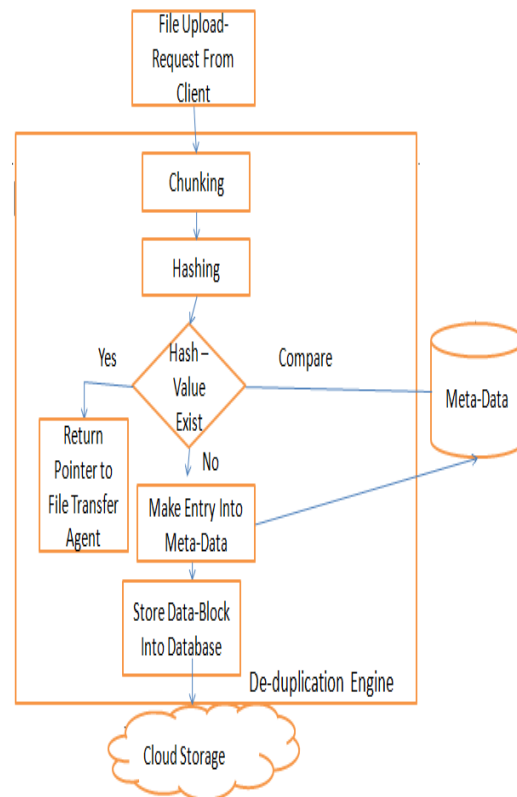 File Upload-
Request From
Client
Chunking
Hashing
Hash –
Value
Exist
Yes
Compare
Meta-Data
Return
Pointer to
File Transfer
Agent
No
Make Entry Into
Meta-Data
Store Data-Block
Into Database
De-duplication Engine
Cloud Storage